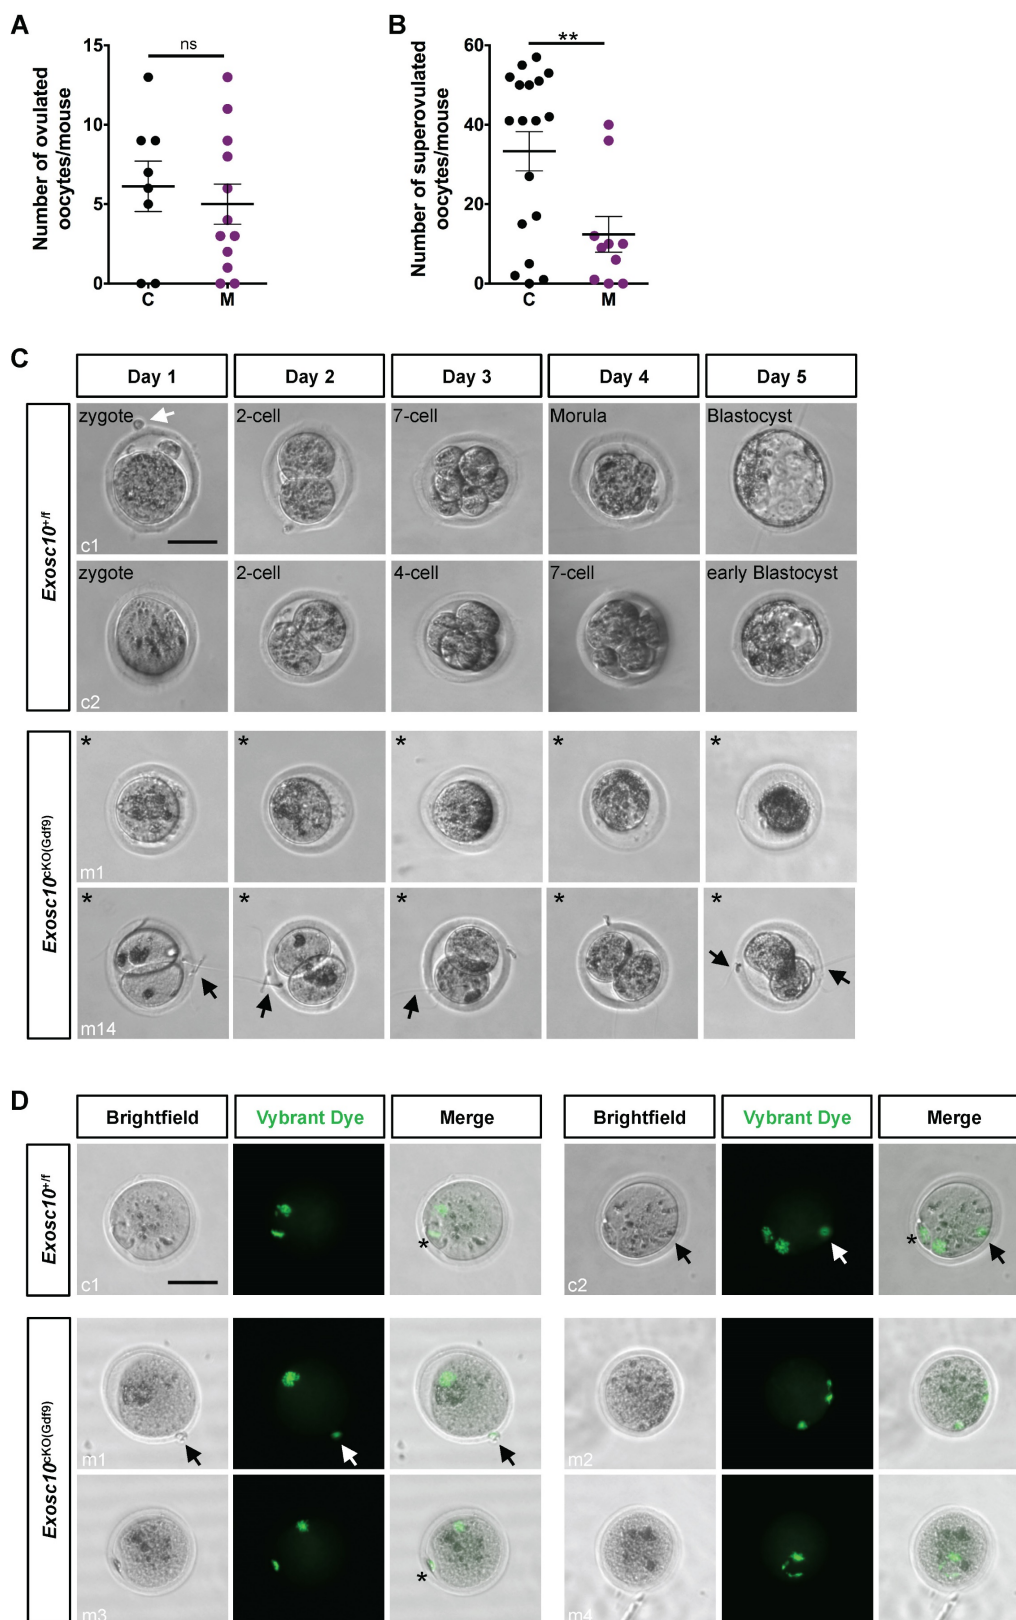 A
B
Number of ovulated
oocytes/mouse
15
10
5
0
ns
C
M
Number of superovulated
oocytes/mouse
60
40
20
0
**
C
M
C
Day 1
Day 2
Day 3
Day 4
Day 5
Exosc10+/f
zygote
2-cell
7-cell
Morula
Blastocyst
c1
zygote
2-cell
4-cell
7-cell
early Blastocyst
c2
Exosc10cKO(Gdf9)
* * * * *
m1
* * * * *
m14
D
Brightfield
Vybrant Dye
Merge
Brightfield
Vybrant Dye
Merge
Exosc10+/f
c1
*
c2
*
Exosc10cKO(Gdf9)
m1
m2
m3
*
m4